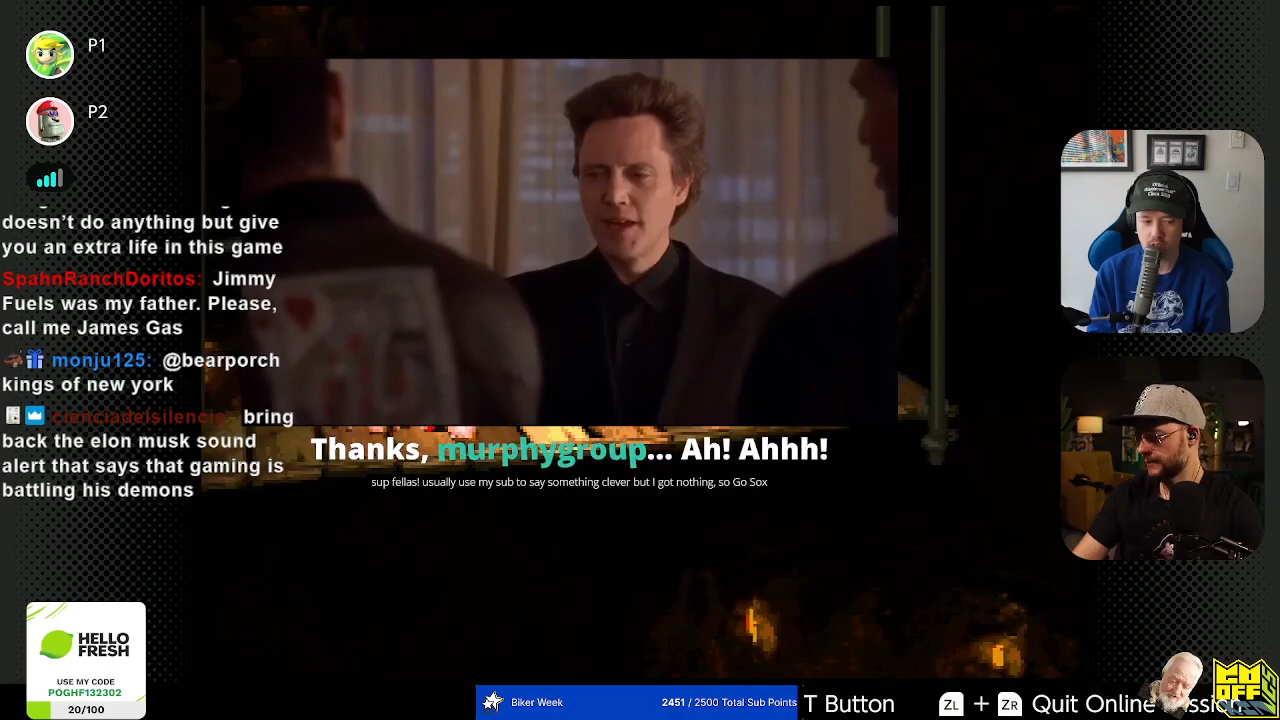 P1
P2
doesn’t do anything but give
you an extra life in this game
SpahnRanchDoritos: Jimmy
Fuels was my father. Please,
call me James Gas
monju125: @bearporch
kings of new york
cienciadelsilencio: bring
back the elon musk sound
alert that says that gaming is
battling his demons
Thanks, murphygroup... Ah! Ahhh!
sup fellas! usually use my sub to say something clever but I got nothing, so Go Sox
HELLO
FRESH
USE MY CODE
POGHF132302
20/100
Biker Week 2451 / 2500 Total Sub Points
T Button ZL + ZR Quit Online
GO
OFF